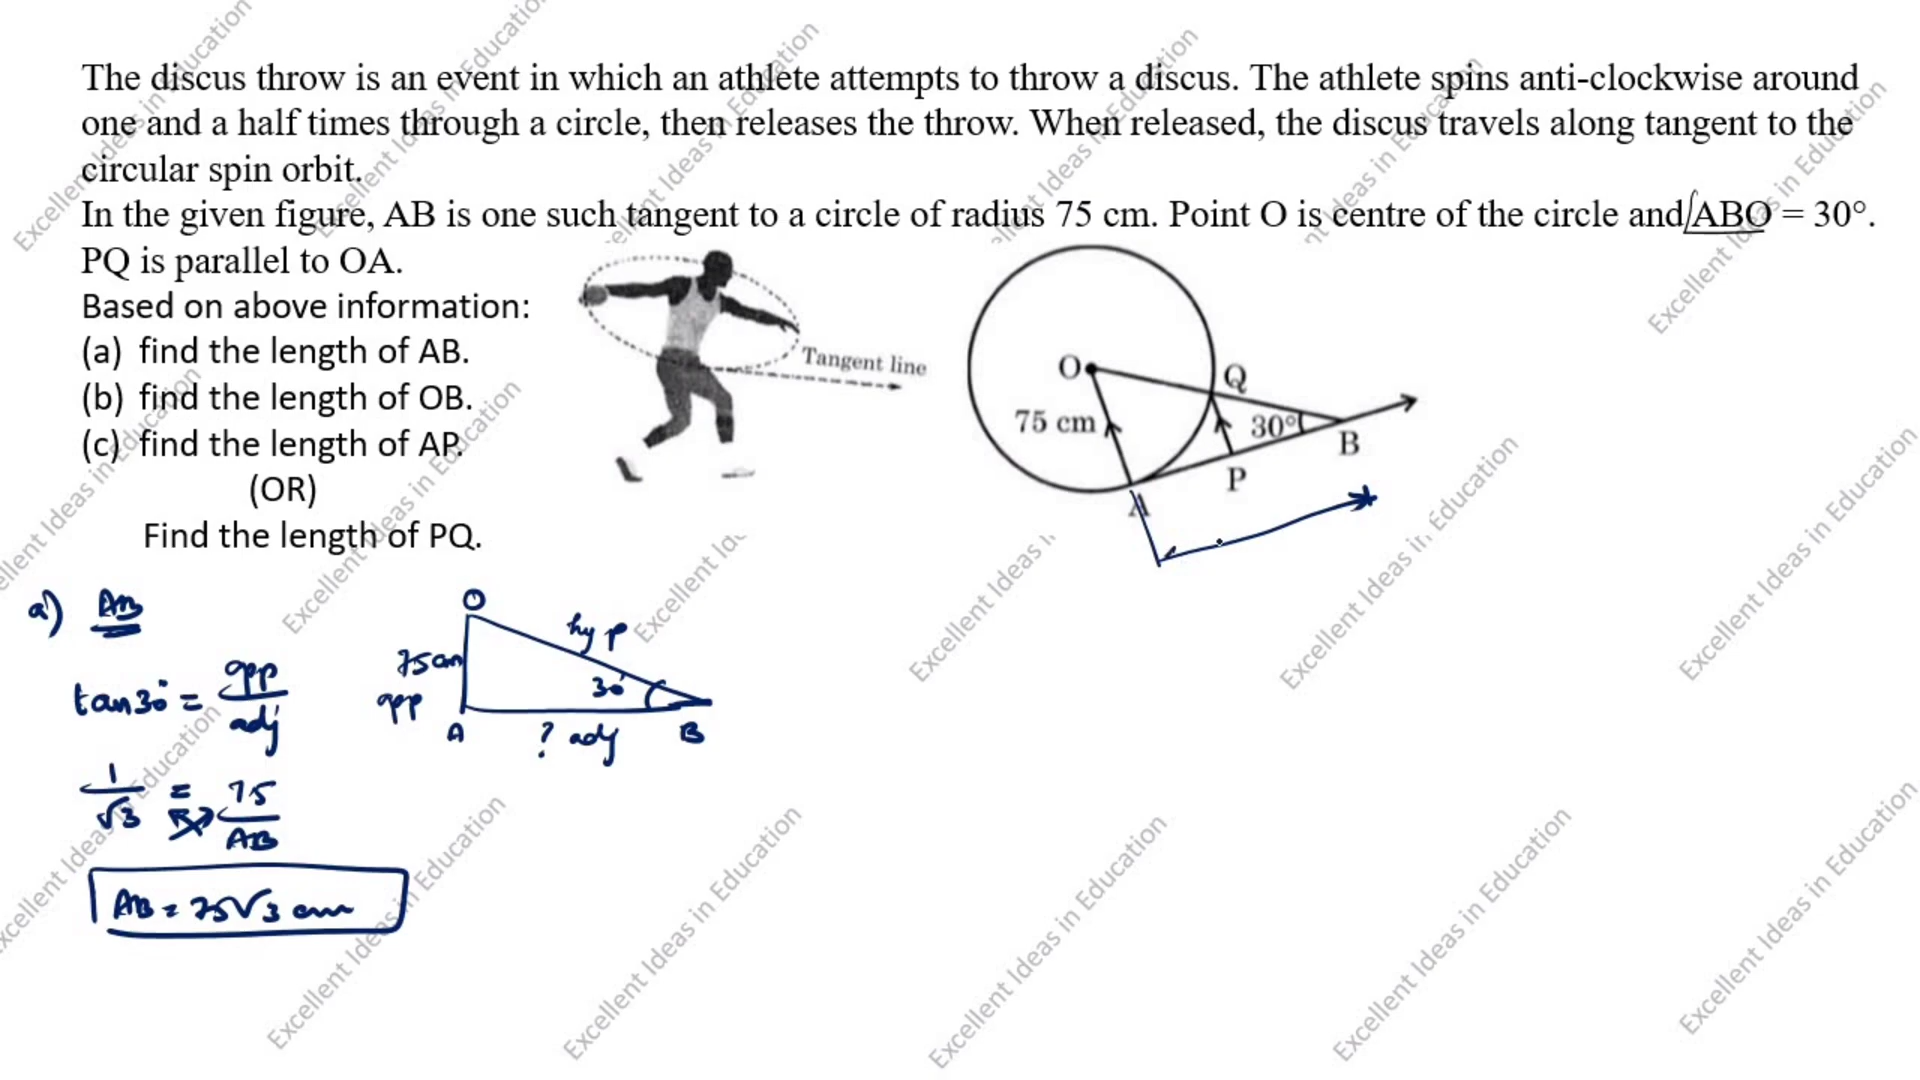 The discus throw is an event in which an athlete attempts to throw a discus. The athlete spins anti-clockwise around
one and a half times through a circle, then releases the throw. When released, the discus travels along tangent to the
circular spin orbit.
In the given figure, AB is one such tangent to a circle of radius 75 cm. Point O is centre of the circle and ∠ABO = 30°.
PQ is parallel to OA.
Based on above information:
(a) find the length of AB.
(b) find the length of OB.
(c) find the length of AP.
(OR)
Find the length of PQ.
Tangent line
O
Q
75 cm
30°
B
P
A
a) AB
tan30° = opp/adj
1/√3 = 75/AB
AB = 75√3 cm
O
hyp
75cm
30°
opp
A
? adj
B
Excellent Ideas in Education